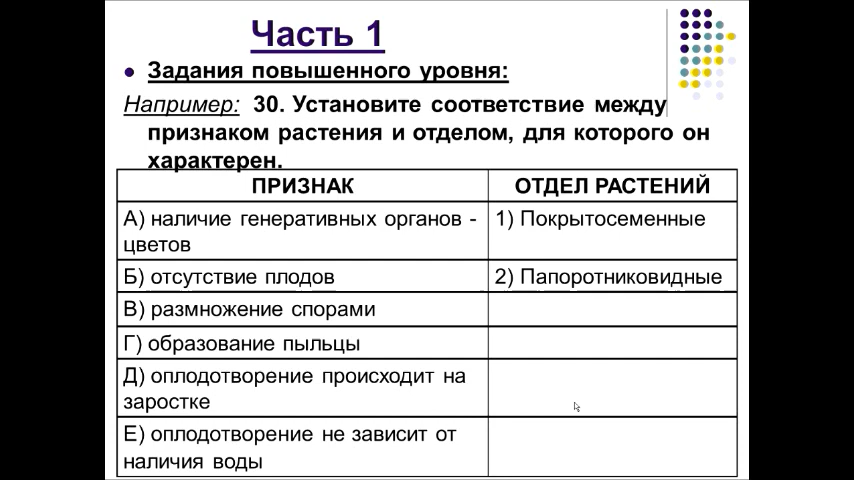 Часть 1
Задания повышенного уровня:
Например: 30. Установите соответствие между
признаком растения и отделом, для которого он
характерен.
ПРИЗНАК ОТДЕЛ РАСТЕНИЙ
А) наличие генеративных органов - 1) Покрытосеменные
цветов
Б) отсутствие плодов 2) Папоротниковидные
В) размножение спорами
Г) образование пыльцы
Д) оплодотворение происходит на
заростке
Е) оплодотворение не зависит от
наличия воды